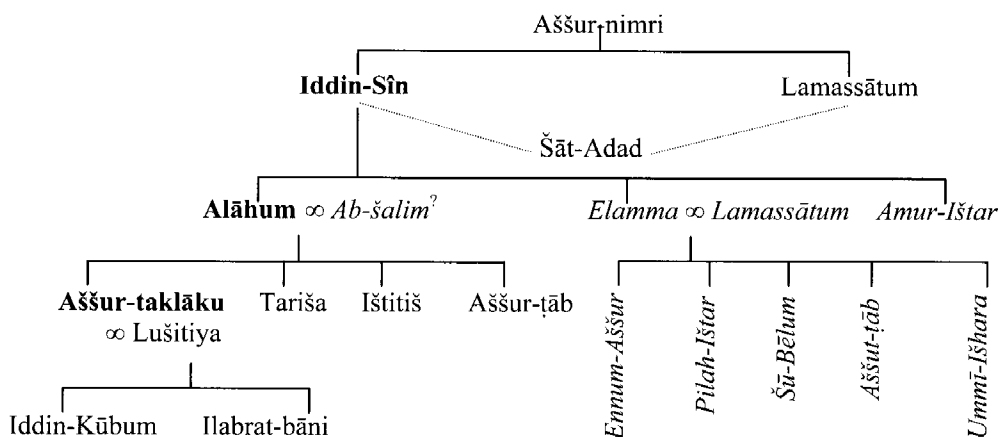 Aššur-nimri
Iddin-Sîn Lamassātum
Šāt-Adad
Alāhum ∞ Ab-šalim? Elamma ∞ Lamassātum Amur-Ištar
Aššur-taklāku Tariša Ištitiš Aššur-ṭāb
∞ Lušitiya
Ennum-Aššur
Pilah-Ištar
Šū-Bēlum
Aššut-ṭāb
Ummī-Išhara
Iddin-Kūbum Ilabrat-bāni